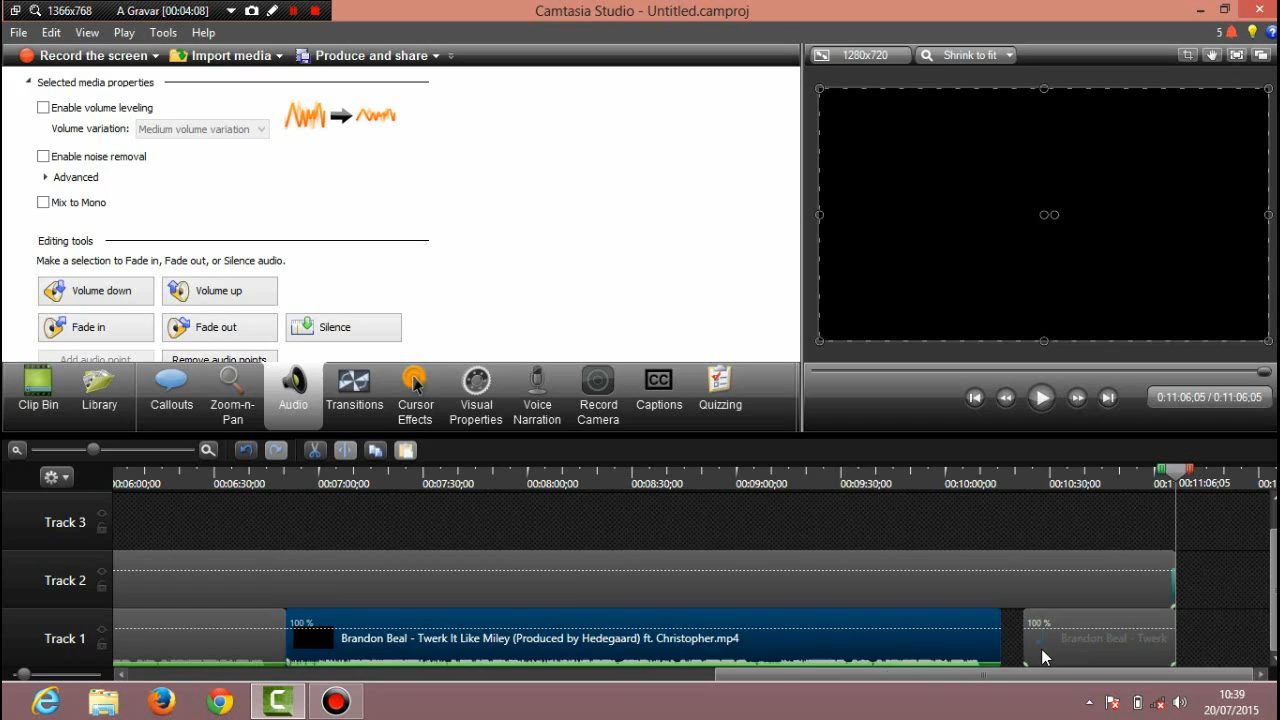 1366x768 A Gravar [00:04:08]
Camtasia Studio - Untitled.camproj
File Edit View Play Tools Help
5
Record the screen Import media Produce and share
1280x720 Shrink to fit
Selected media properties
Enable volume leveling
Volume variation: Medium volume variation
Enable noise removal
Advanced
Mix to Mono
Editing tools
Make a selection to Fade in, Fade out, or Silence audio.
Volume down Volume up
Fade in Fade out Silence
Add audio point Remove audio points
Clip Bin Library Callouts Zoom-n-Pan Audio Transitions Cursor Effects Visual Properties Voice Narration Record Camera CC Captions Quizzing
0:11:06;05 / 0:11:06;05
00:06:00;00 00:06:30;00 00:07:00;00 00:07:30;00 00:08:00;00 00:08:30;00 00:09:00;00 00:09:30;00 00:10:00;00 00:10:30;00 00:1 00:11:06;05 00:1
Track 3
Track 2
Track 1
100 %
Brandon Beal - Twerk It Like Miley (Produced by Hedegaard) ft. Christopher.mp4
100 %
Brandon Beal - Twerk
10:39
20/07/2015